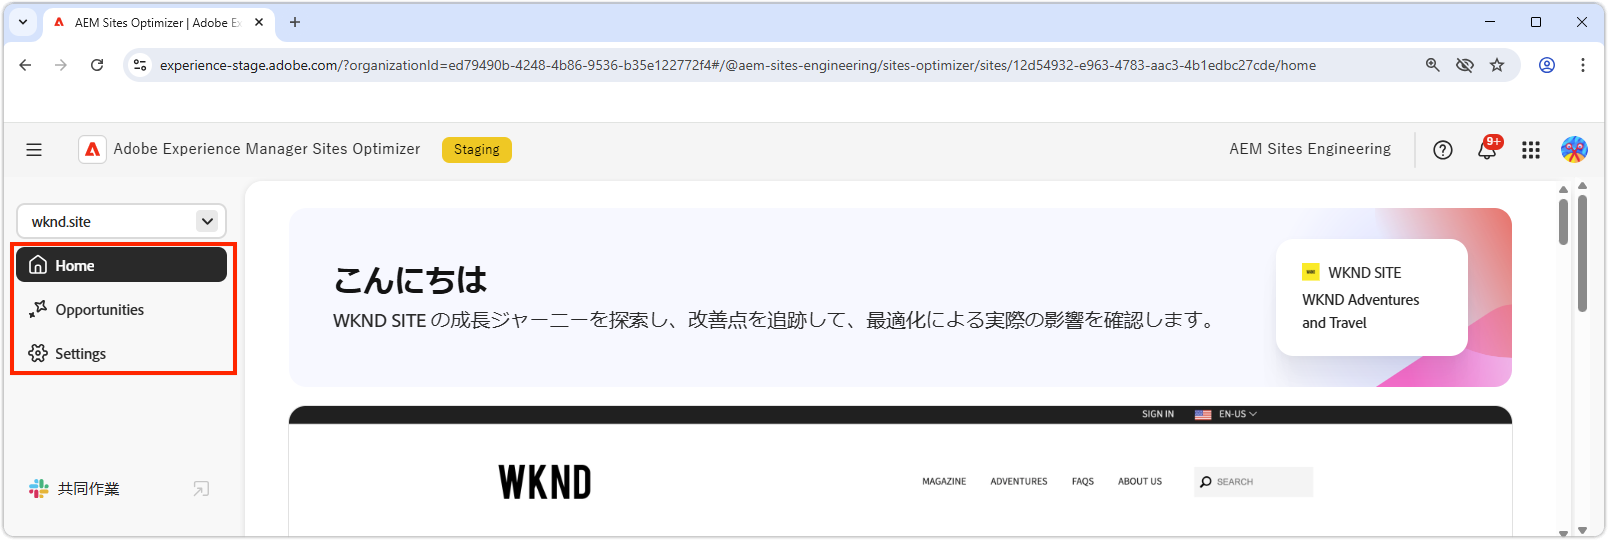 AEM Sites Optimizer | Adobe Ex
experience-stage.adobe.com/?organizationId=ed79490b-4248-4b86-9536-b35e122772f4#/@aem-sites-engineering/sites-optimizer/sites/12d54932-e963-4783-aac3-4b1edbc27cde/home
Adobe Experience Manager Sites Optimizer
Staging
AEM Sites Engineering
9+
wknd.site
Home
Opportunities
Settings
共同作業
こんにちは
WKND SITE の成長ジャーニーを探索し、改善点を追跡して、最適化による実際の影響を確認します。
WKND SITE
WKND Adventures
and Travel
SIGN IN
EN-US
WKND
MAGAZINE
ADVENTURES
FAQS
ABOUT US
SEARCH